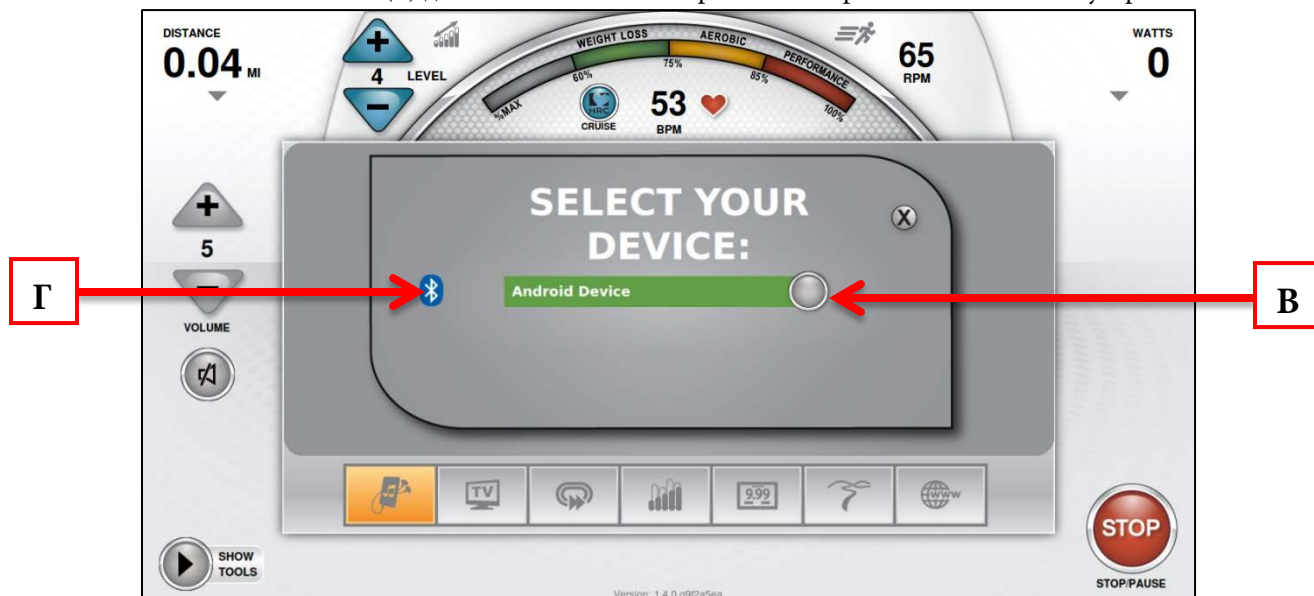 DISTANCE
0.04 MI
4 LEVEL
WEIGHT LOSS
AEROBIC
PERFORMANCE
%MAX
60%
75%
85%
100%
HRC
CRUISE
53
BPM
65
RPM
WATTS
0
5
VOLUME
SELECT YOUR
DEVICE:
X
Android Device
Г
В
TV
9.99
www
SHOW
TOOLS
STOP
STOP/PAUSE